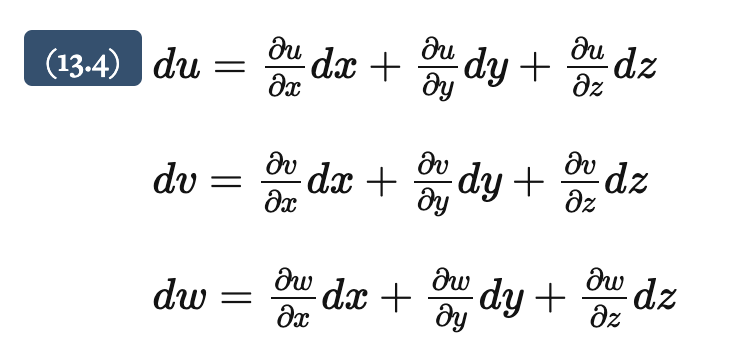 (13.4) du = ∂u/∂x dx + ∂u/∂y dy + ∂u/∂z dz
dv = ∂v/∂x dx + ∂v/∂y dy + ∂v/∂z dz
dw = ∂w/∂x dx + ∂w/∂y dy + ∂w/∂z dz